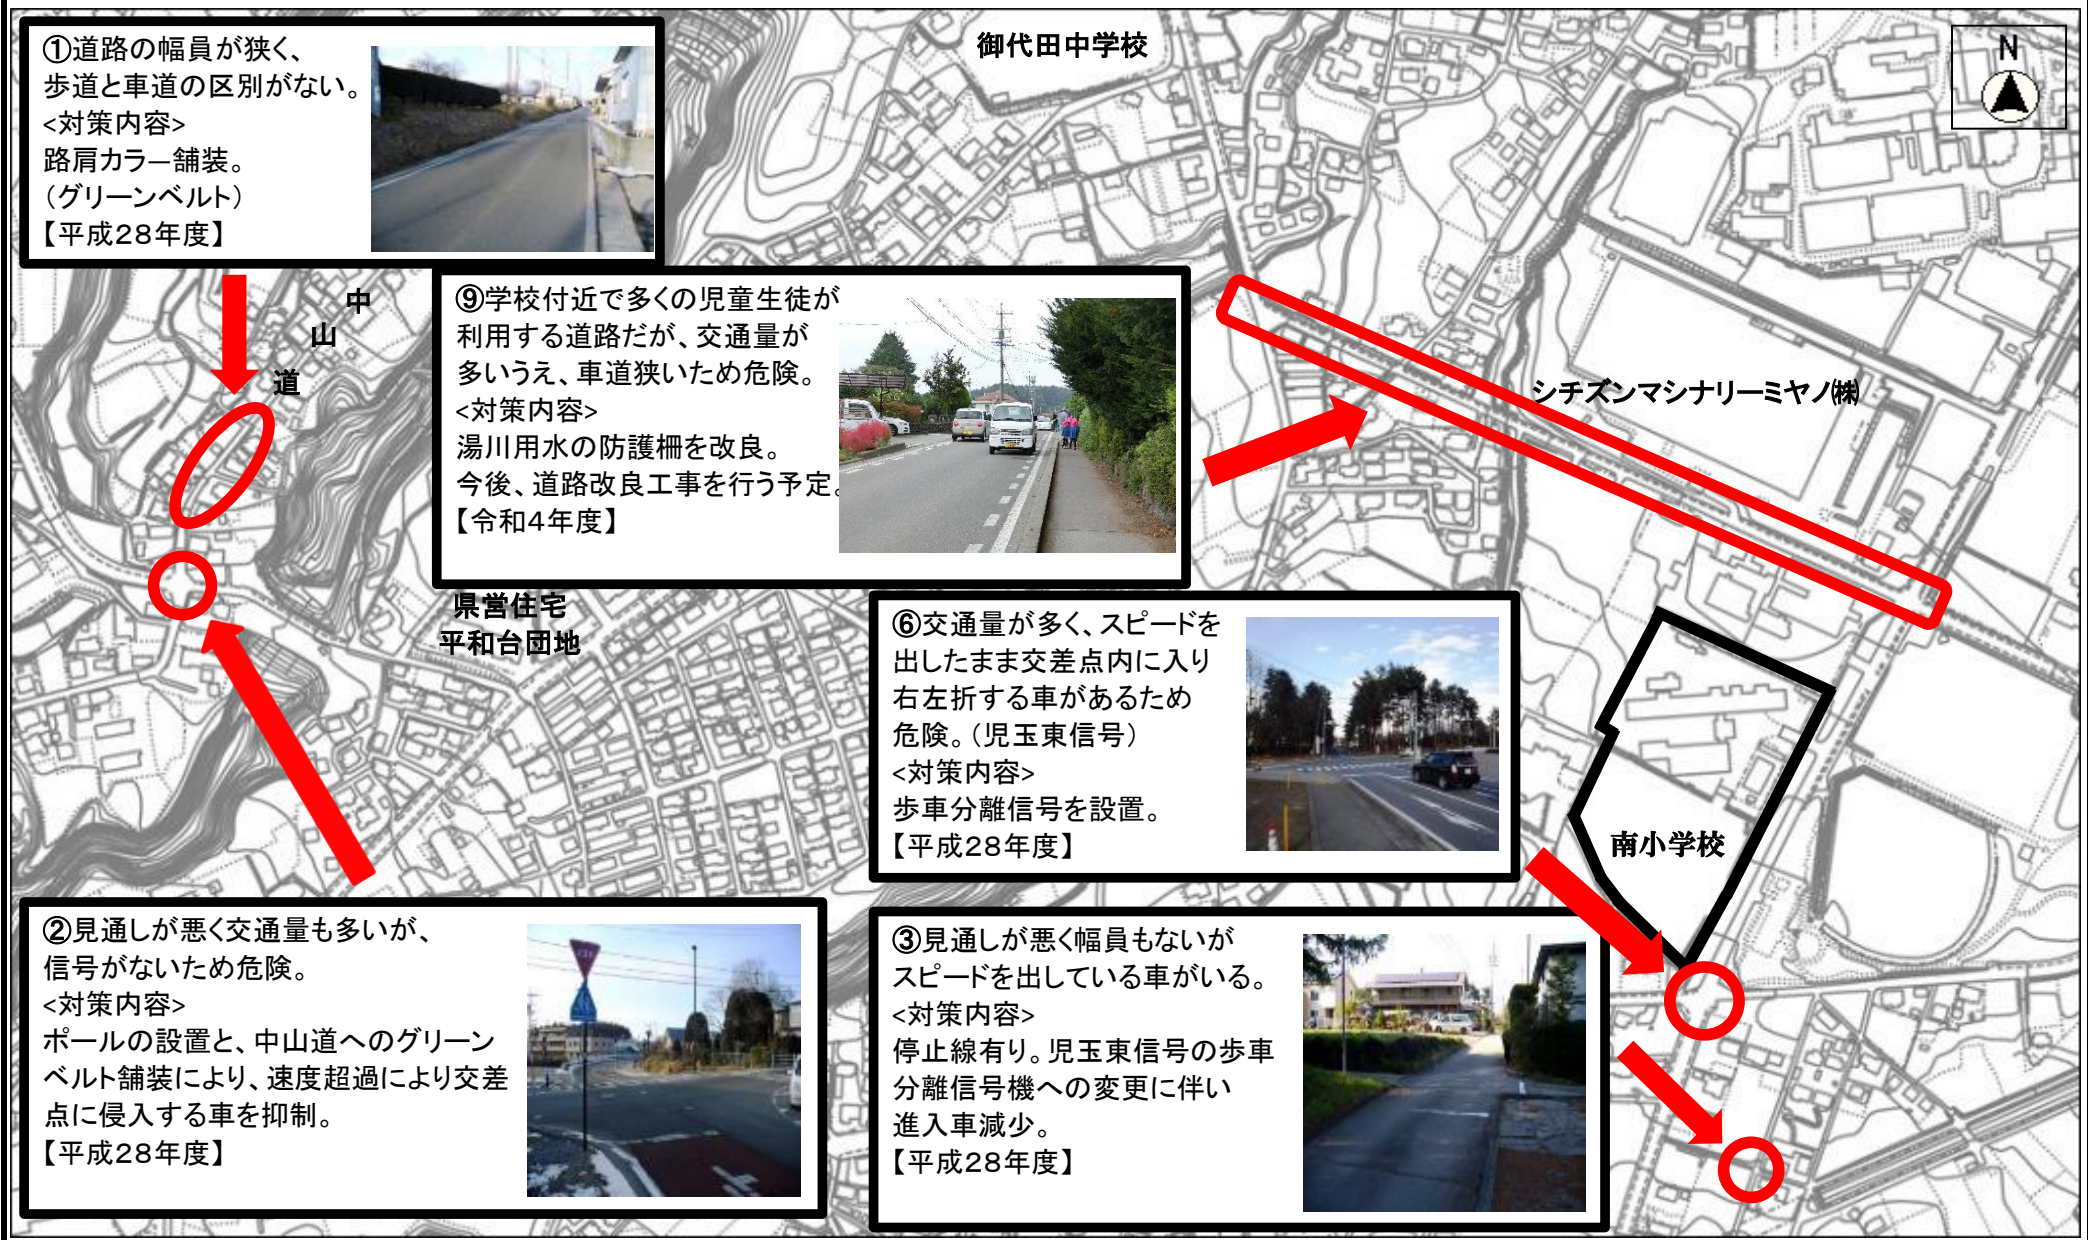 ①道路の幅員が狭く、
歩道と車道の区別がない。
<対策内容>
路肩カラー舗装。
(グリーンベルト)
【平成28年度】
御代田中学校
N
中
山
道
⑨学校付近で多くの児童生徒が
利用する道路だが、交通量が
多いうえ、車道狭いため危険。
<対策内容>
湯川用水の防護柵を改良。
今後、道路改良工事を行う予定。
【令和4年度】
シチズンマシナリーミヤノ㈱
県営住宅
平和台団地
⑥交通量が多く、スピードを
出したまま交差点内に入り
右左折する車があるため
危険。(児玉東信号)
<対策内容>
歩車分離信号を設置。
【平成28年度】
南小学校
②見通しが悪く交通量も多いが、
信号がないため危険。
<対策内容>
ポールの設置と、中山道へのグリーン
ベルト舗装により、速度超過により交差
点に侵入する車を抑制。
【平成28年度】
③見通しが悪く幅員もないが
スピードを出している車がいる。
<対策内容>
停止線有り。児玉東信号の歩車
分離信号機への変更に伴い
進入車減少。
【平成28年度】